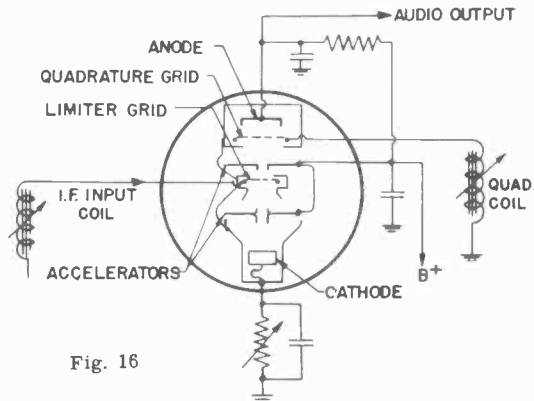 AUDIO OUTPUT
ANODE
QUADRATURE GRID
LIMITER GRID
I.F. INPUT
COIL
QUAD.
COIL
ACCELERATORS
CATHODE
B+
Fig. 16